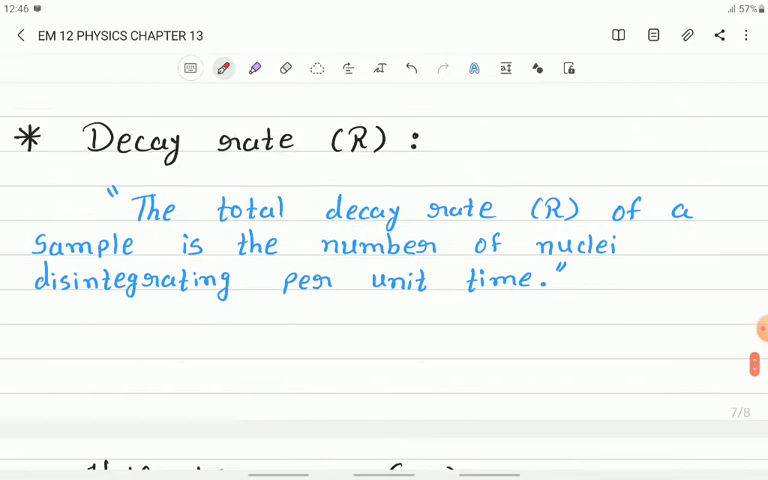 12:46 57%
EM 12 PHYSICS CHAPTER 13
* Decay rate (R) :
"The total decay rate (R) of a
sample is the number of nuclei
disintegrating per unit time."
7/8